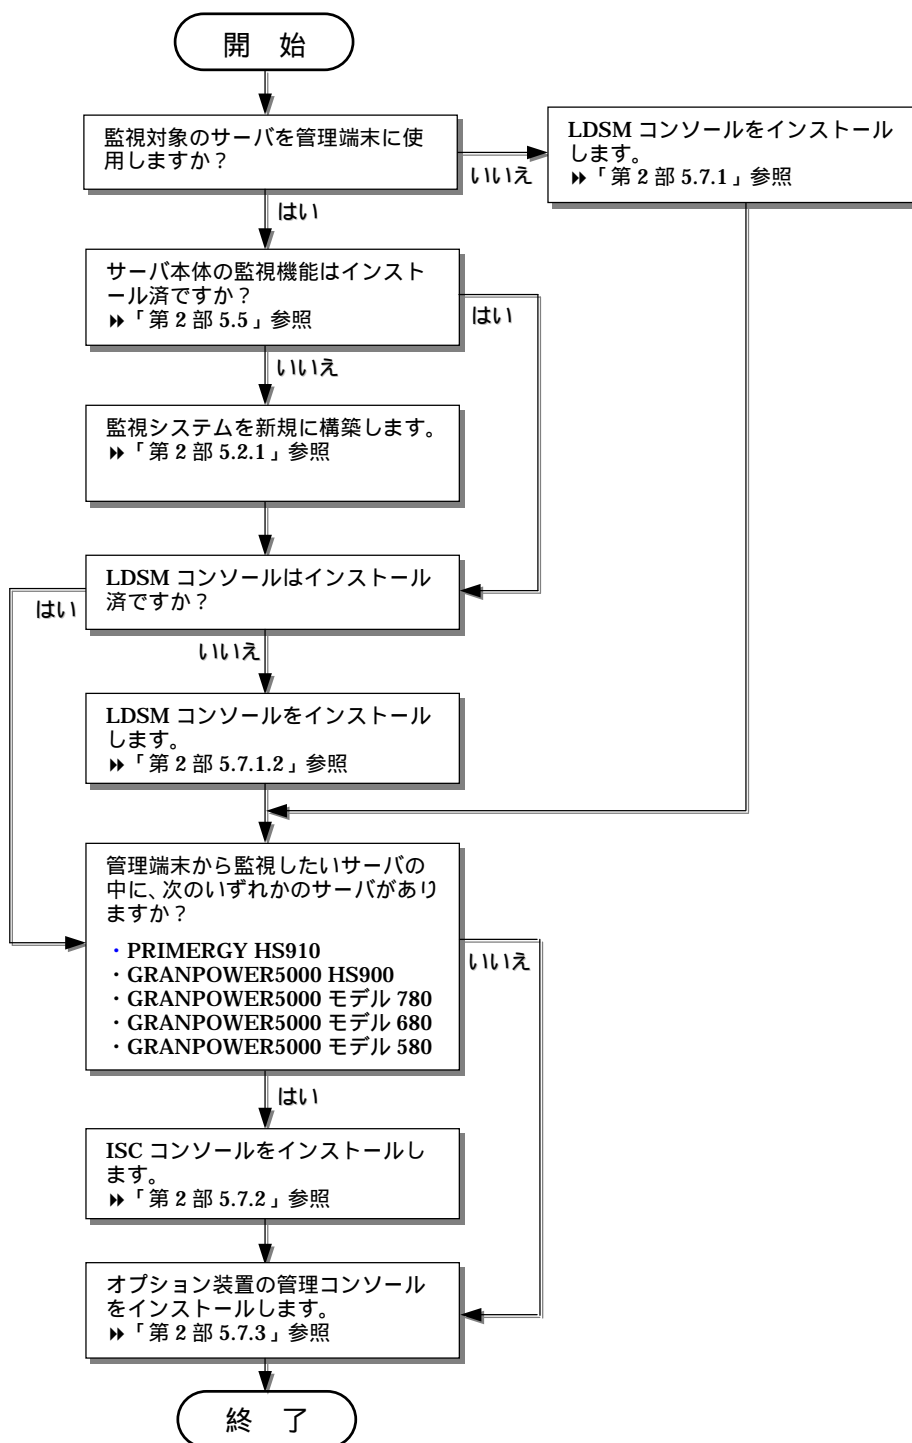 開 始
監視対象のサーバを管理端末に使
用しますか？
いいえ
LDSM コンソールをインストール
します。
▸▸「第 2 部 5.7.1」参照
はい
サーバ本体の監視機能はインスト
ール済ですか？
▸▸「第 2 部 5.5」参照
はい
いいえ
監視システムを新規に構築します。
▸▸「第 2 部 5.2.1」参照
LDSM コンソールはインストール
済ですか？
はい
いいえ
LDSM コンソールをインストール
します。
▸▸「第 2 部 5.7.1.2」参照
管理端末から監視したいサーバの
中に、次のいずれかのサーバがあり
ますか？
・PRIMERGY HS910
・GRANPOWER5000 HS900
・GRANPOWER5000 モデル 780
・GRANPOWER5000 モデル 680
・GRANPOWER5000 モデル 580
いいえ
はい
ISC コンソールをインストールし
ます。
▸▸「第 2 部 5.7.2」参照
オプション装置の管理コンソール
をインストールします。
▸▸「第 2 部 5.7.3」参照
終 了